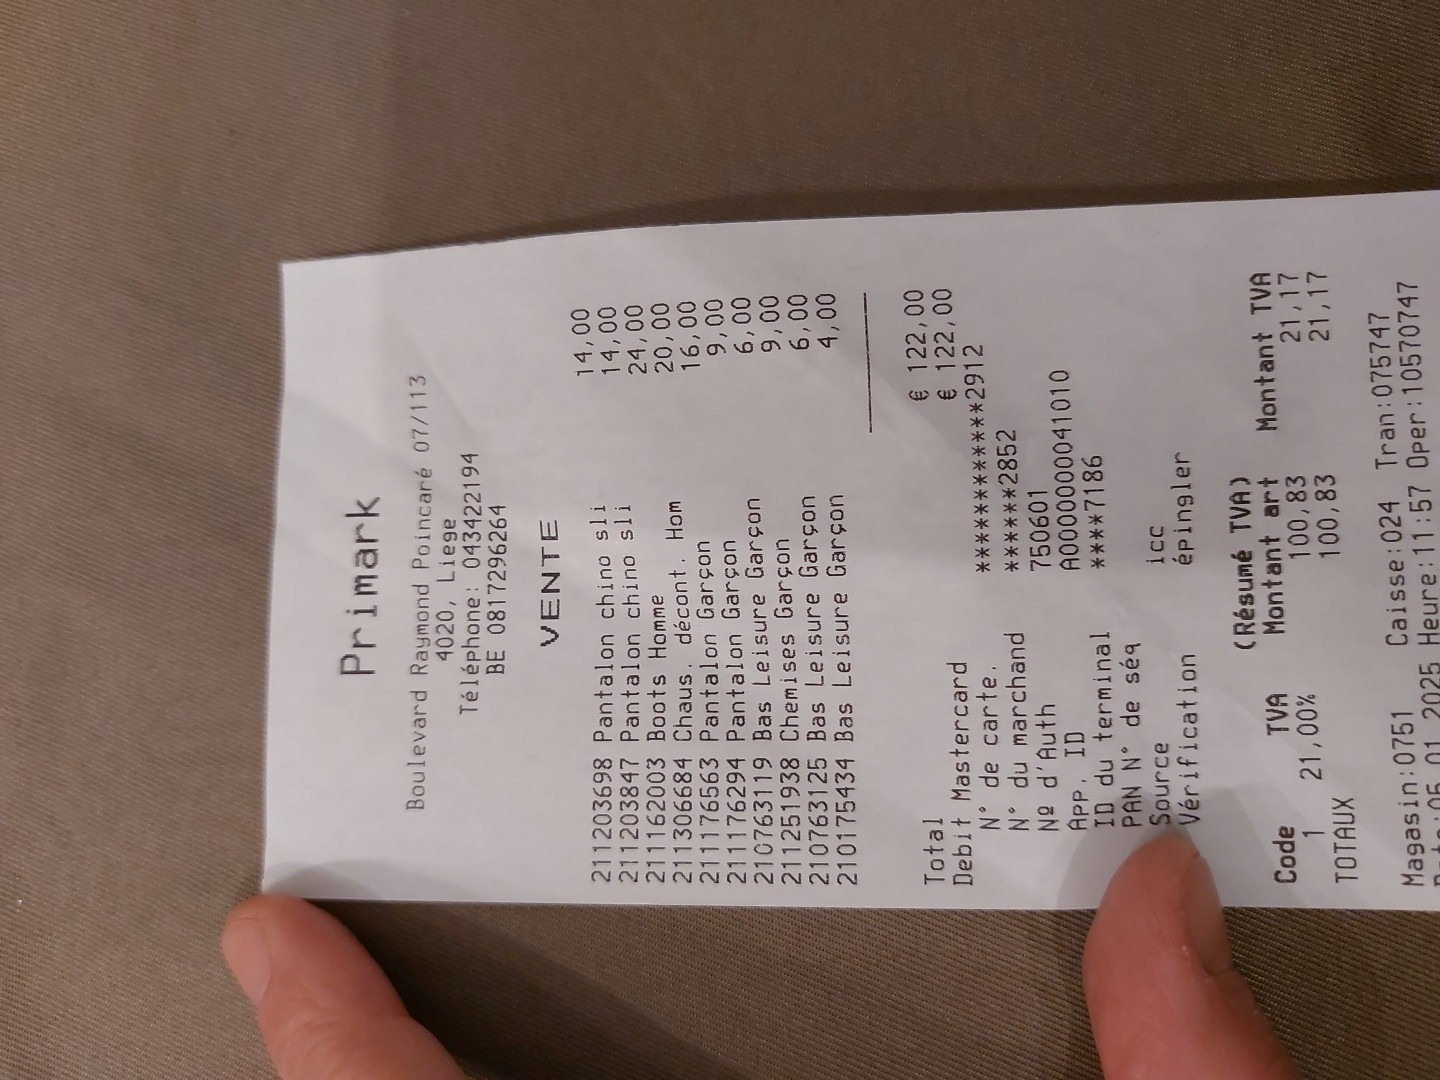 Primark
Boulevard Raymond Poincaré 07/113
4020, Liege
Téléphone: 043422194
BE 0817296264
VENTE
211203698 Pantalon chino sli 14,00
211203847 Pantalon chino sli 14,00
211162003 Boots Homme 24,00
211306684 Chaus. décont. Hom 20,00
211176563 Pantalon Garçon 16,00
211176294 Pantalon Garçon 9,00
210763119 Bas Leisure Garçon 6,00
211251938 Chemises Garçon 9,00
210763125 Bas Leisure Garçon 6,00
210175434 Bas Leisure Garçon 4,00
Total € 122,00
Debit Mastercard € 122,00
N° de carte. ************2912
N° du marchand ******2852
Nº d'Auth 750601
App. ID A0000000041010
ID du terminal ****7186
PAN N° de séq
Source icc
Vérification épingler
(Résumé TVA)
Code TVA Montant art Montant TVA
1 21,00% 100,83 21,17
TOTAUX 100,83 21,17
Magasin:0751 Caisse:024 Tran:075747
05.01.2025 Heure:11:57 Oper:10570747